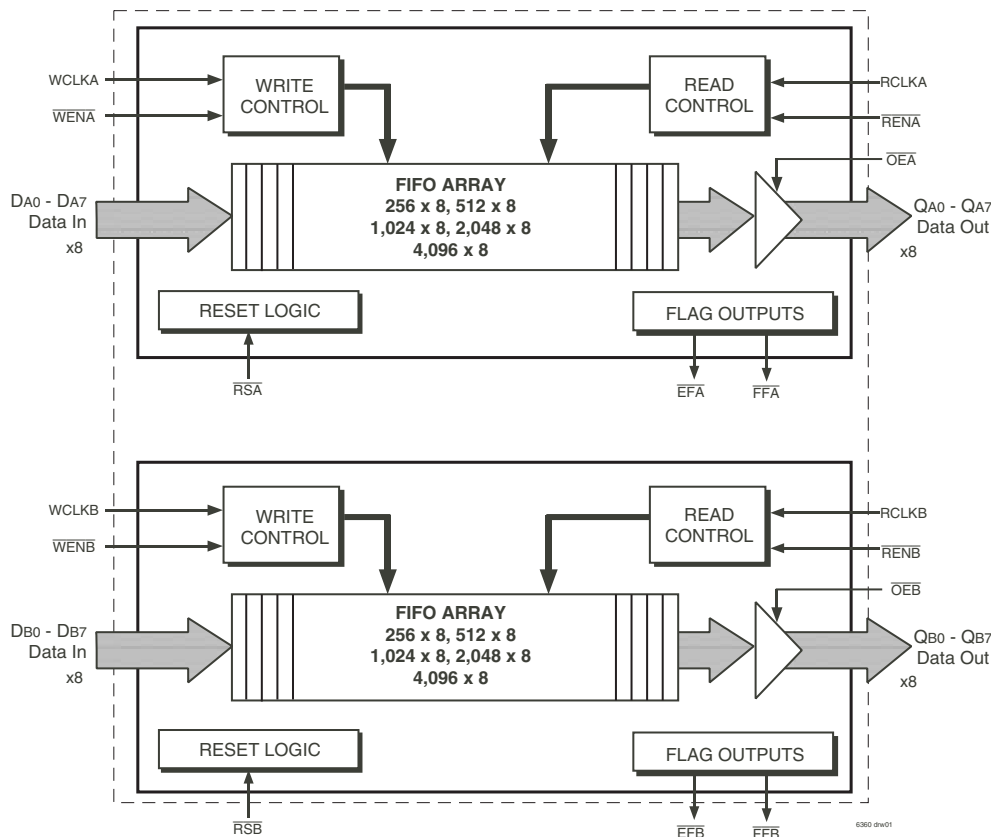 WCLKA
WENA
WRITE
CONTROL
READ
CONTROL
RCLKA
RENA
OEA
DA0 - DA7
Data In
x8
FIFO ARRAY
256 x 8, 512 x 8
1,024 x 8, 2,048 x 8
4,096 x 8
QA0 - QA7
Data Out
x8
RESET LOGIC
FLAG OUTPUTS
RSA
EFA
FFA
WCLKB
WENB
WRITE
CONTROL
READ
CONTROL
RCLKB
RENB
OEB
DB0 - DB7
Data In
x8
FIFO ARRAY
256 x 8, 512 x 8
1,024 x 8, 2,048 x 8
4,096 x 8
QB0 - QB7
Data Out
x8
RESET LOGIC
FLAG OUTPUTS
RSB
EFB
FFB
6360 drw01